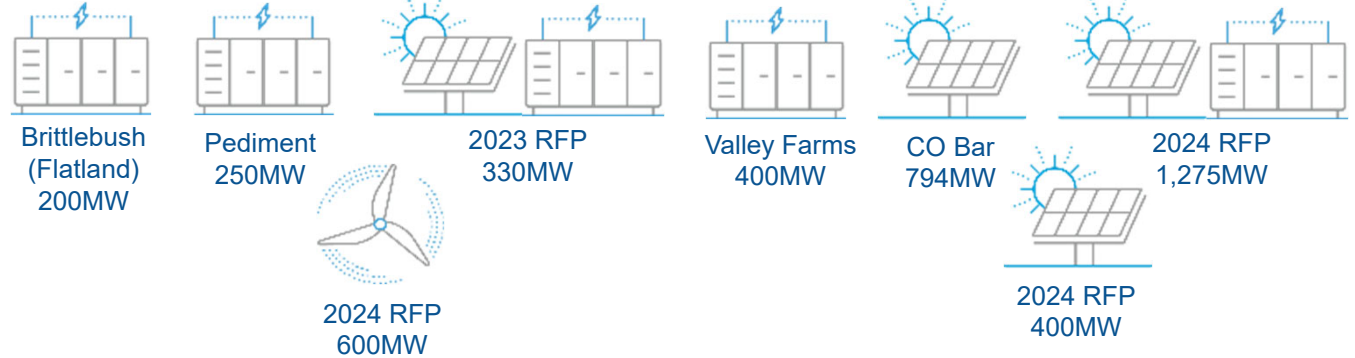 Brittlebush
(Flatland)
200MW
Pediment
250MW
2023 RFP
330MW
Valley Farms
400MW
CO Bar
794MW
2024 RFP
1,275MW
2024 RFP
600MW
2024 RFP
400MW